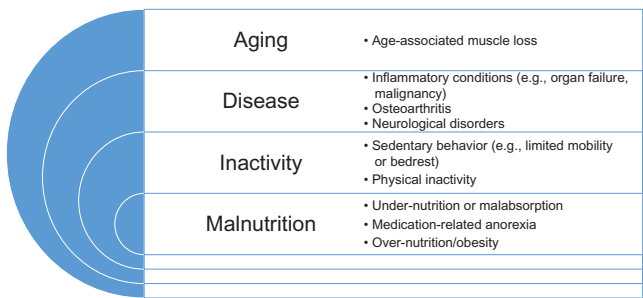 Aging
• Age-associated muscle loss
Disease
• Inflammatory conditions (e.g., organ failure,
malignancy)
• Osteoarthritis
• Neurological disorders
Inactivity
• Sedentary behavior (e.g., limited mobility
or bedrest)
• Physical inactivity
Malnutrition
• Under-nutrition or malabsorption
• Medication-related anorexia
• Over-nutrition/obesity